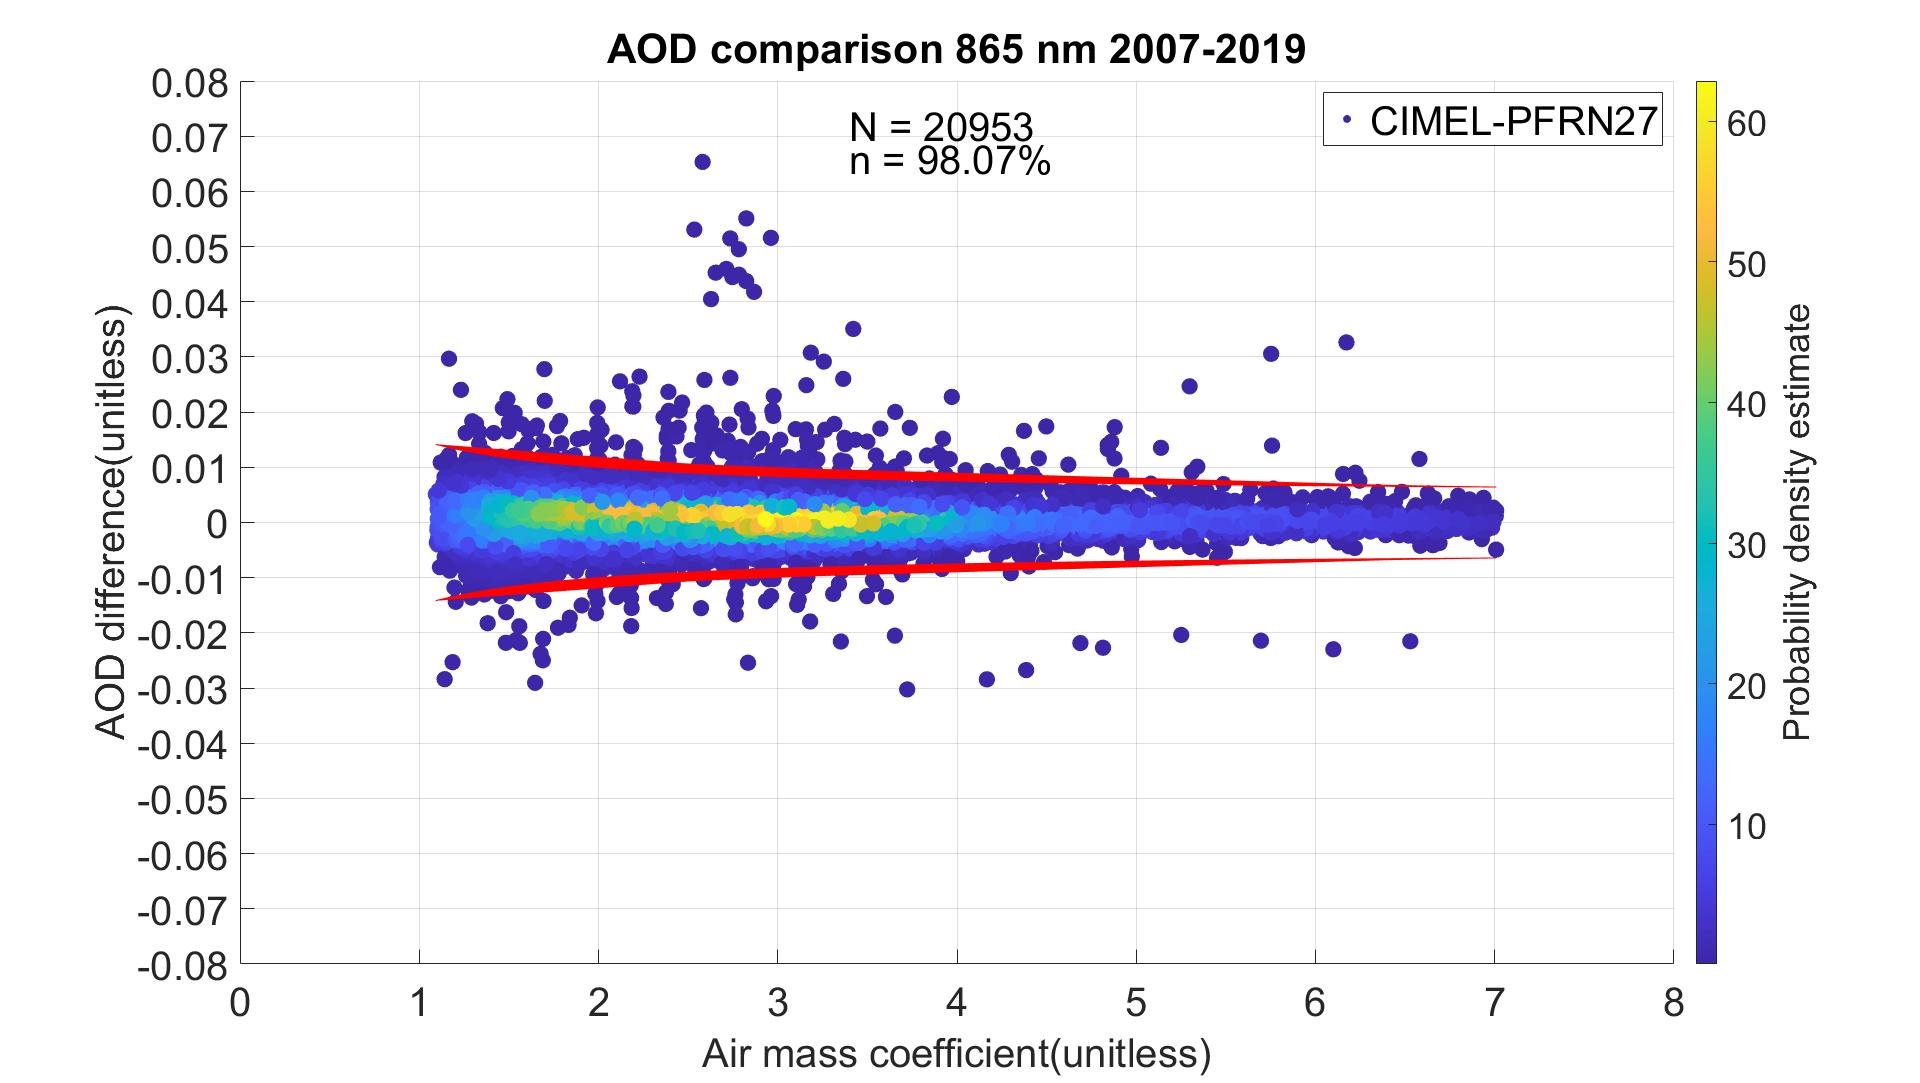 AOD comparison 865 nm 2007-2019
N = 20953
n = 98.07%
CIMEL-PFRN27
0.08
0.07
0.06
0.05
0.04
0.03
0.02
0.01
0
-0.01
-0.02
-0.03
-0.04
-0.05
-0.06
-0.07
-0.08
AOD difference(unitless)
0 1 2 3 4 5 6 7 8
Air mass coefficient(unitless)
60
50
40
30
20
10
Probability density estimate